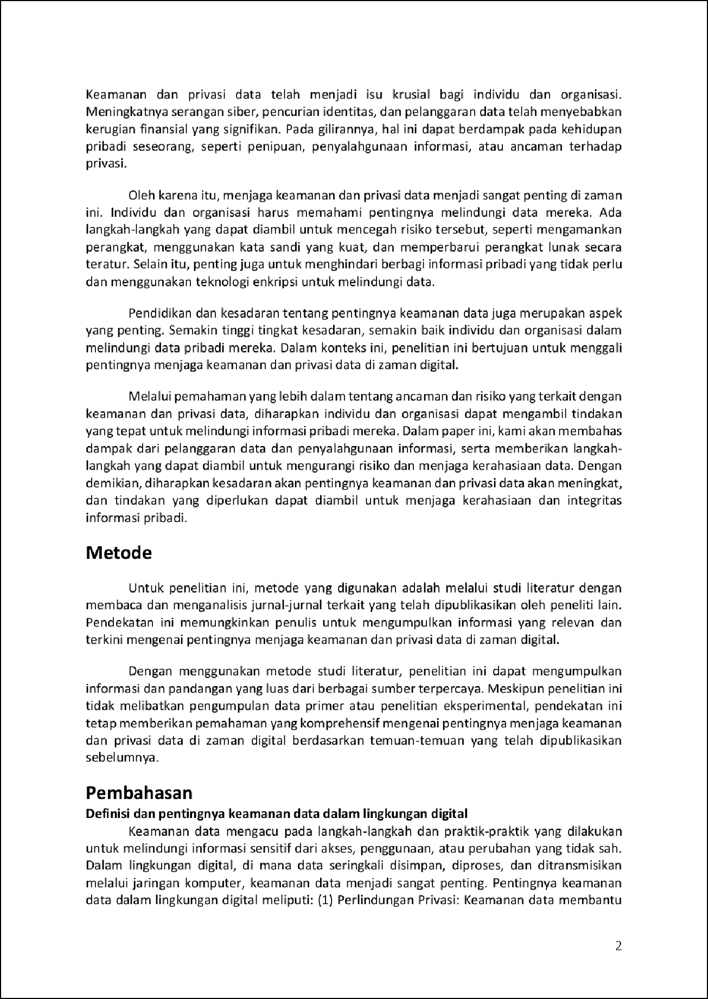 Keamanan dan privasi data telah menjadi isu krusial bagi individu dan organisasi.
Meningkatnya serangan siber, pencurian identitas, dan pelanggaran data telah menyebabkan
kerugian finansial yang signifikan. Pada gilirannya, hal ini dapat berdampak pada kehidupan
pribadi seseorang, seperti penipuan, penyalahgunaan informasi, atau ancaman terhadap
privasi.
Oleh karena itu, menjaga keamanan dan privasi data menjadi sangat penting di zaman
ini. Individu dan organisasi harus memahami pentingnya melindungi data mereka. Ada
langkah-langkah yang dapat diambil untuk mencegah risiko tersebut, seperti mengamankan
perangkat, menggunakan kata sandi yang kuat, dan memperbarui perangkat lunak secara
teratur. Selain itu, penting juga untuk menghindari berbagi informasi pribadi yang tidak perlu
dan menggunakan teknologi enkripsi untuk melindungi data.
Pendidikan dan kesadaran tentang pentingnya keamanan data juga merupakan aspek
yang penting. Semakin tinggi tingkat kesadaran, semakin baik individu dan organisasi dalam
melindungi data pribadi mereka. Dalam konteks ini, penelitian ini bertujuan untuk menggali
pentingnya menjaga keamanan dan privasi data di zaman digital.
Melalui pemahaman yang lebih dalam tentang ancaman dan risiko yang terkait dengan
keamanan dan privasi data, diharapkan individu dan organisasi dapat mengambil tindakan
yang tepat untuk melindungi informasi pribadi mereka. Dalam paper ini, kami akan membahas
dampak dari pelanggaran data dan penyalahgunaan informasi, serta memberikan langkah-
langkah yang dapat diambil untuk mengurangi risiko dan menjaga kerahasiaan data. Dengan
demikian, diharapkan kesadaran akan pentingnya keamanan dan privasi data akan meningkat,
dan tindakan yang diperlukan dapat diambil untuk menjaga kerahasiaan dan integritas
informasi pribadi.
Metode
Untuk penelitian ini, metode yang digunakan adalah melalui studi literatur dengan
membaca dan menganalisis jurnal-jurnal terkait yang telah dipublikasikan oleh peneliti lain.
Pendekatan ini memungkinkan penulis untuk mengumpulkan informasi yang relevan dan
terkini mengenai pentingnya menjaga keamanan dan privasi data di zaman digital.
Dengan menggunakan metode studi literatur, penelitian ini dapat mengumpulkan
informasi dan pandangan yang luas dari berbagai sumber terpercaya. Meskipun penelitian ini
tidak melibatkan pengumpulan data primer atau penelitian eksperimental, pendekatan ini
tetap memberikan pemahaman yang komprehensif mengenai pentingnya menjaga keamanan
dan privasi data di zaman digital berdasarkan temuan-temuan yang telah dipublikasikan
sebelumnya.
Pembahasan
Definisi dan pentingnya keamanan data dalam lingkungan digital
Keamanan data mengacu pada langkah-langkah dan praktik-praktik yang dilakukan
untuk melindungi informasi sensitif dari akses, penggunaan, atau perubahan yang tidak sah.
Dalam lingkungan digital, di mana data seringkali disimpan, diproses, dan ditransmisikan
melalui jaringan komputer, keamanan data menjadi sangat penting. Pentingnya keamanan
data dalam lingkungan digital meliputi: (1) Perlindungan Privasi: Keamanan data membantu
2